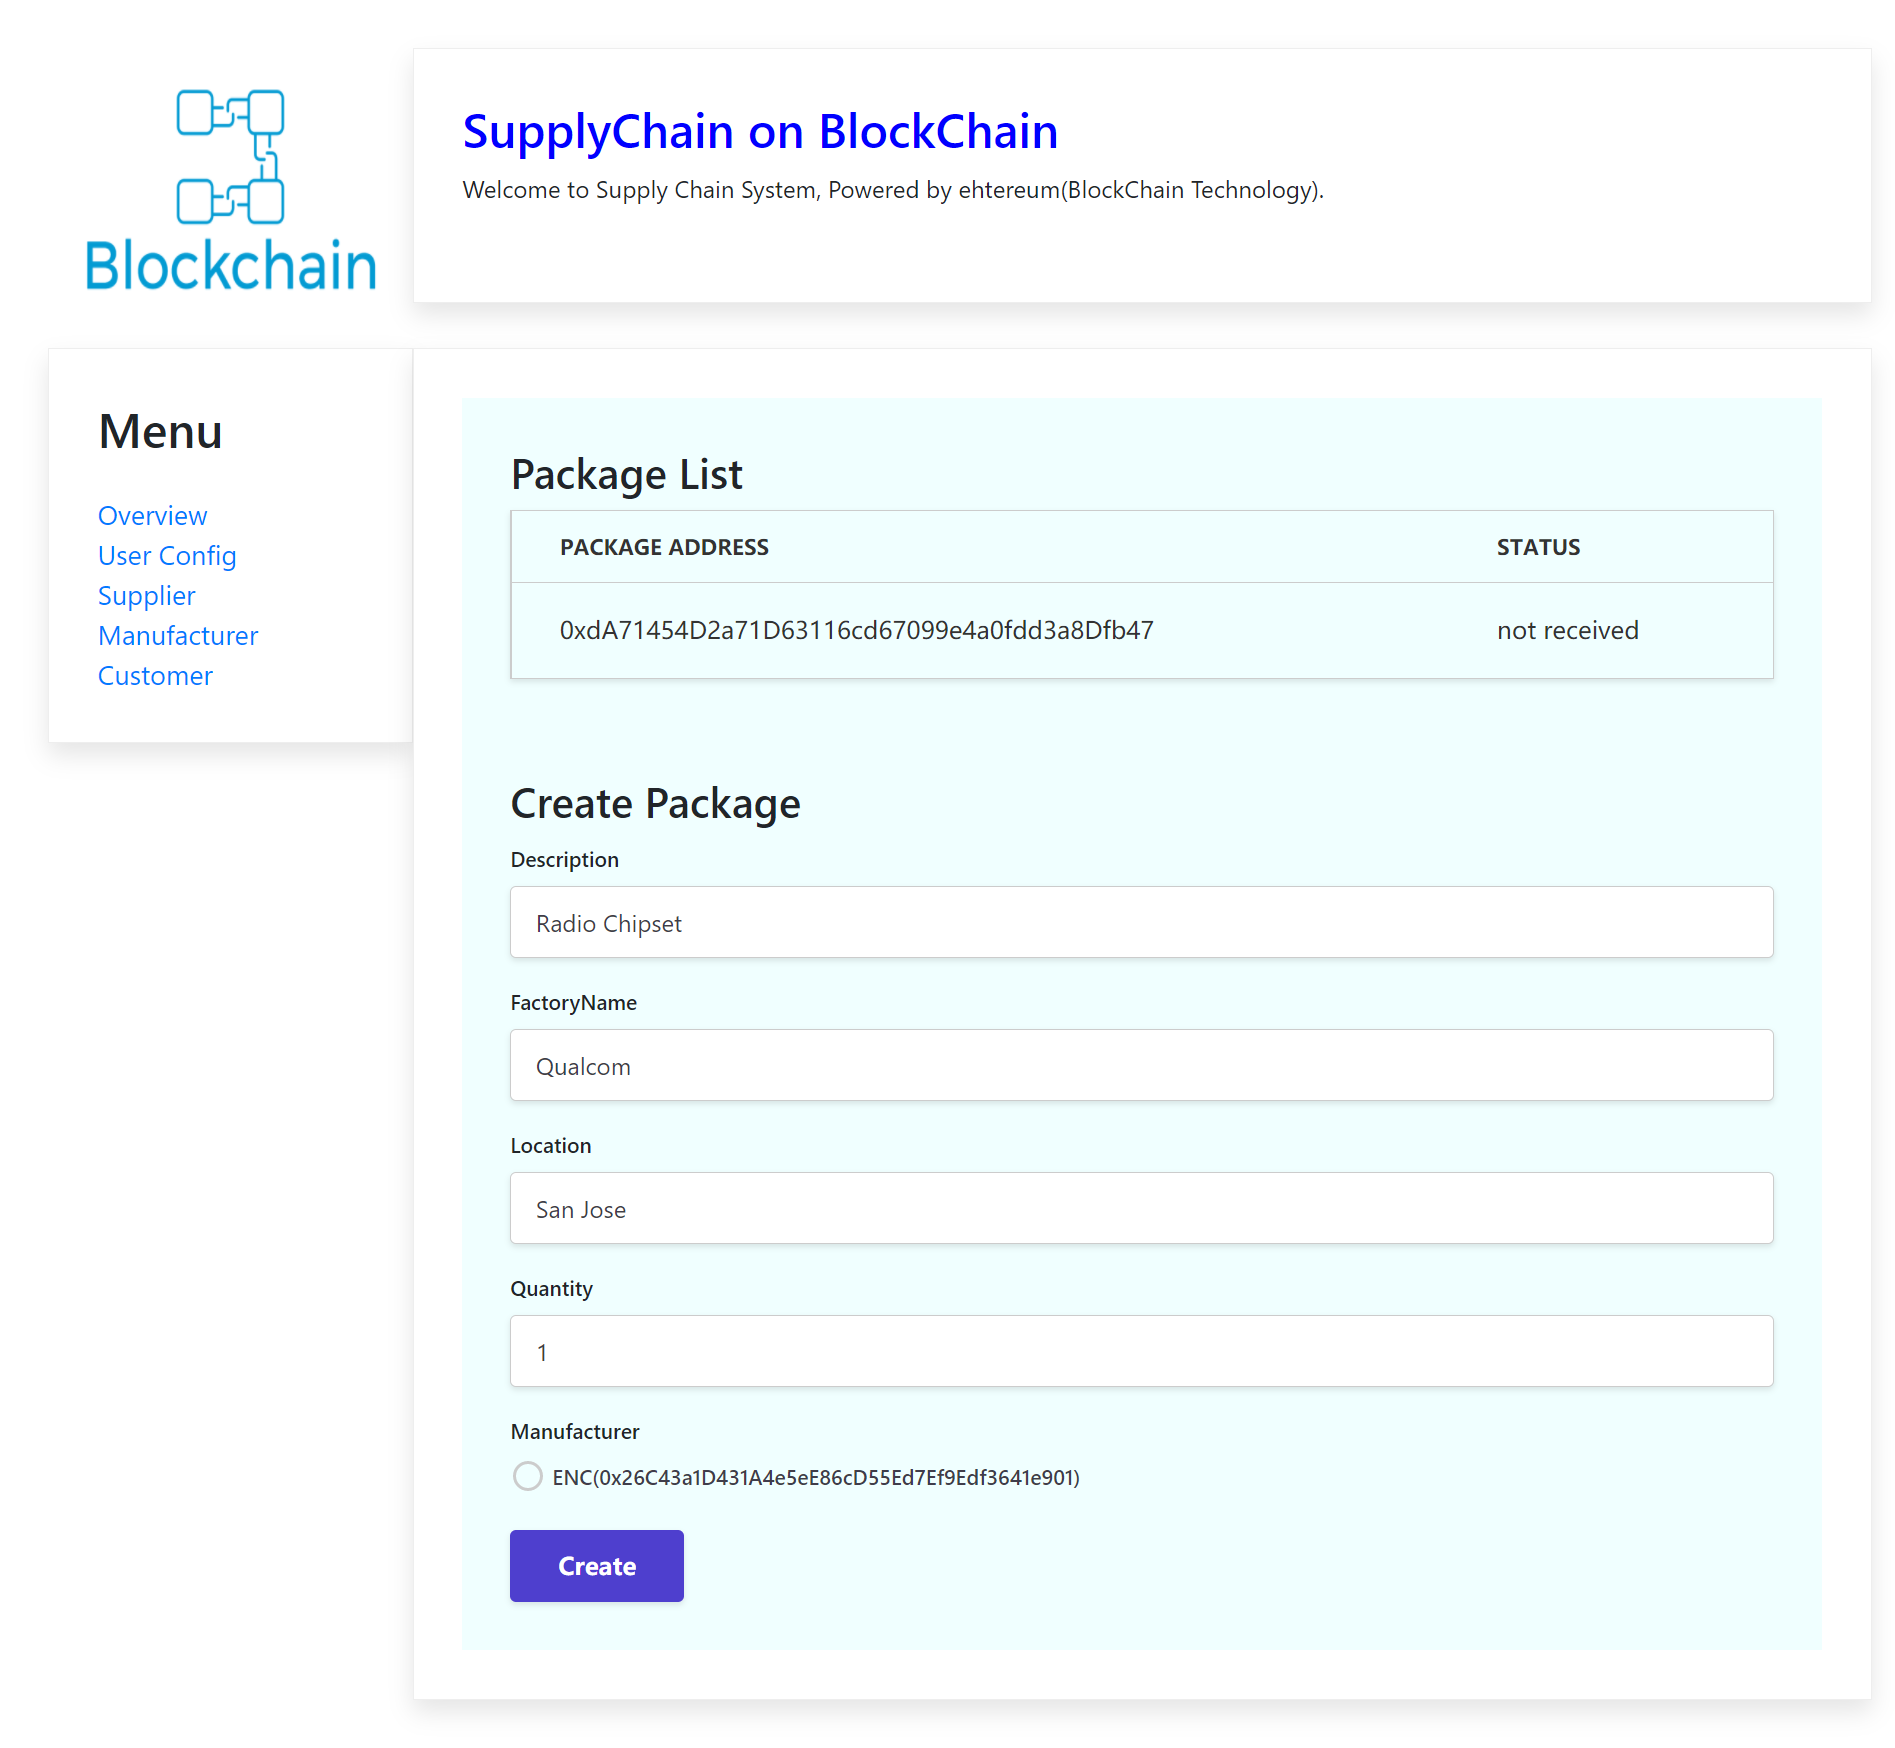 Blockchain
SupplyChain on BlockChain
Welcome to Supply Chain System, Powered by ehtereum(BlockChain Technology).
Menu
Overview
User Config
Supplier
Manufacturer
Customer
Package List
PACKAGE ADDRESS STATUS
0xdA71454D2a71D63116cd67099e4a0fdd3a8Dfb47 not received
Create Package
Description
Radio Chipset
FactoryName
Qualcom
Location
San Jose
Quantity
1
Manufacturer
ENC(0x26C43a1D431A4e5eE86cD55Ed7Ef9Edf3641e901)
Create